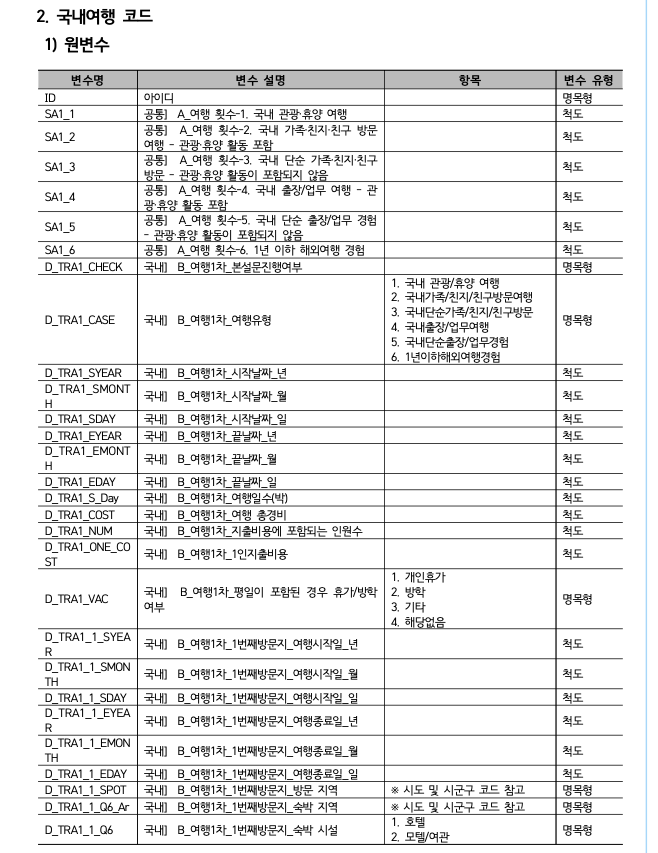 2. 국내여행 코드
1) 원변수
변수명 변수 설명 항목 변수 유형
ID 아이디 명목형
SA1_1 공통] A_여행 횟수-1. 국내 관광·휴양 여행 척도
SA1_2 공통] A_여행 횟수-2. 국내 가족·친지·친구 방문 여행 - 관광·휴양 활동 포함 척도
SA1_3 공통] A_여행 횟수-3. 국내 단순 가족·친지·친구 방문 - 관광·휴양 활동이 포함되지 않음 척도
SA1_4 공통] A_여행 횟수-4. 국내 출장/업무 여행 - 관광·휴양 활동 포함 척도
SA1_5 공통] A_여행 횟수-5. 국내 단순 출장/업무 경험 - 관광·휴양 활동이 포함되지 않음 척도
SA1_6 공통] A_여행 횟수-6. 1년 이하 해외여행 경험 척도
D_TRA1_CHECK 국내] B_여행1차_본설문진행여부 명목형
D_TRA1_CASE 국내] B_여행1차_여행유형 1. 국내 관광/휴양 여행
2. 국내가족/친지/친구방문여행
3. 국내단순가족/친지/친구방문
4. 국내출장/업무여행
5. 국내단순출장/업무경험
6. 1년이하해외여행경험 명목형
D_TRA1_SYEAR 국내] B_여행1차_시작날짜_년 척도
D_TRA1_SMONTH 국내] B_여행1차_시작날짜_월 척도
D_TRA1_SDAY 국내] B_여행1차_시작날짜_일 척도
D_TRA1_EYEAR 국내] B_여행1차_끝날짜_년 척도
D_TRA1_EMONTH 국내] B_여행1차_끝날짜_월 척도
D_TRA1_EDAY 국내] B_여행1차_끝날짜_일 척도
D_TRA1_S_Day 국내] B_여행1차_여행일수(박) 척도
D_TRA1_COST 국내] B_여행1차_여행 총경비 척도
D_TRA1_NUM 국내] B_여행1차_지출비용에 포함되는 인원수 척도
D_TRA1_ONE_COST 국내] B_여행1차_1인지출비용 척도
D_TRA1_VAC 국내] B_여행1차_평일이 포함된 경우 휴가/방학 여부 1. 개인휴가
2. 방학
3. 기타
4. 해당없음 명목형
D_TRA1_1_SYEAR 국내] B_여행1차_1번째방문지_여행시작일_년 척도
D_TRA1_1_SMONTH 국내] B_여행1차_1번째방문지_여행시작일_월 척도
D_TRA1_1_SDAY 국내] B_여행1차_1번째방문지_여행시작일_일 척도
D_TRA1_1_EYEAR 국내] B_여행1차_1번째방문지_여행종료일_년 척도
D_TRA1_1_EMONTH 국내] B_여행1차_1번째방문지_여행종료일_월 척도
D_TRA1_1_EDAY 국내] B_여행1차_1번째방문지_여행종료일_일 척도
D_TRA1_1_SPOT 국내] B_여행1차_1번째방문지_방문 지역 ※ 시도 및 시군구 코드 참고 명목형
D_TRA1_1_Q6_Ar 국내] B_여행1차_1번째방문지_숙박 지역 ※ 시도 및 시군구 코드 참고 명목형
D_TRA1_1_Q6 국내] B_여행1차_1번째방문지_숙박 시설 1. 호텔
2. 모텔/여관 명목형